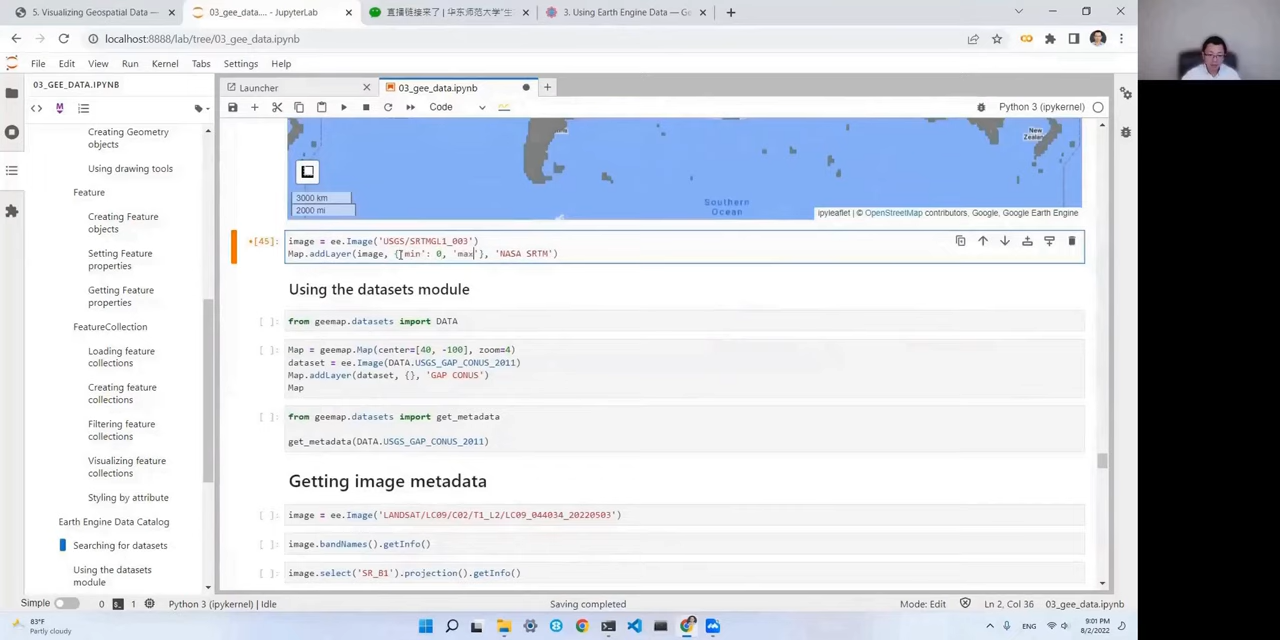 5. Visualizing Geospatial Data —
03_gee_data.... - JupyterLab
直播链接来了 | 华东师范大学“生
3. Using Earth Engine Data — Ge
localhost:8888/lab/tree/03_gee_data.ipynb
File Edit View Run Kernel Tabs Settings Help
03_GEE_DATA.IPYNB
Launcher
03_gee_data.ipynb
Code
Python 3 (ipykernel)
Creating Geometry
objects
Using drawing tools
Feature
Creating Feature
objects
Setting Feature
properties
Getting Feature
properties
FeatureCollection
Loading feature
collections
Creating feature
collections
Filtering feature
collections
Visualizing feature
collections
Styling by attribute
Earth Engine Data Catalog
Searching for datasets
Using the datasets
module
New
3000 km
2000 mi
Southern
Ocean
ipyleaflet | © OpenStreetMap contributors, Google, Google Earth Engine
*[45]:
image = ee.Image('USGS/SRTMGL1_003')
Map.addLayer(image, {'min': 0, 'max'}, 'NASA SRTM')
Using the datasets module
[ ]:
from geemap.datasets import DATA
[ ]:
Map = geemap.Map(center=[40, -100], zoom=4)
dataset = ee.Image(DATA.USGS_GAP_CONUS_2011)
Map.addLayer(dataset, {}, 'GAP CONUS')
Map
[ ]:
from geemap.datasets import get_metadata
get_metadata(DATA.USGS_GAP_CONUS_2011)
Getting image metadata
[ ]:
image = ee.Image('LANDSAT/LC09/C02/T1_L2/LC09_044034_20220503')
[ ]:
image.bandNames().getInfo()
[ ]:
image.select('SR_B1').projection().getInfo()
Simple
0
1
Python 3 (ipykernel) | Idle
Saving completed
Mode: Edit
Ln 2, Col 36
03_gee_data.ipynb
83°F
Partly cloudy
ENG
9:01 PM
8/2/2022